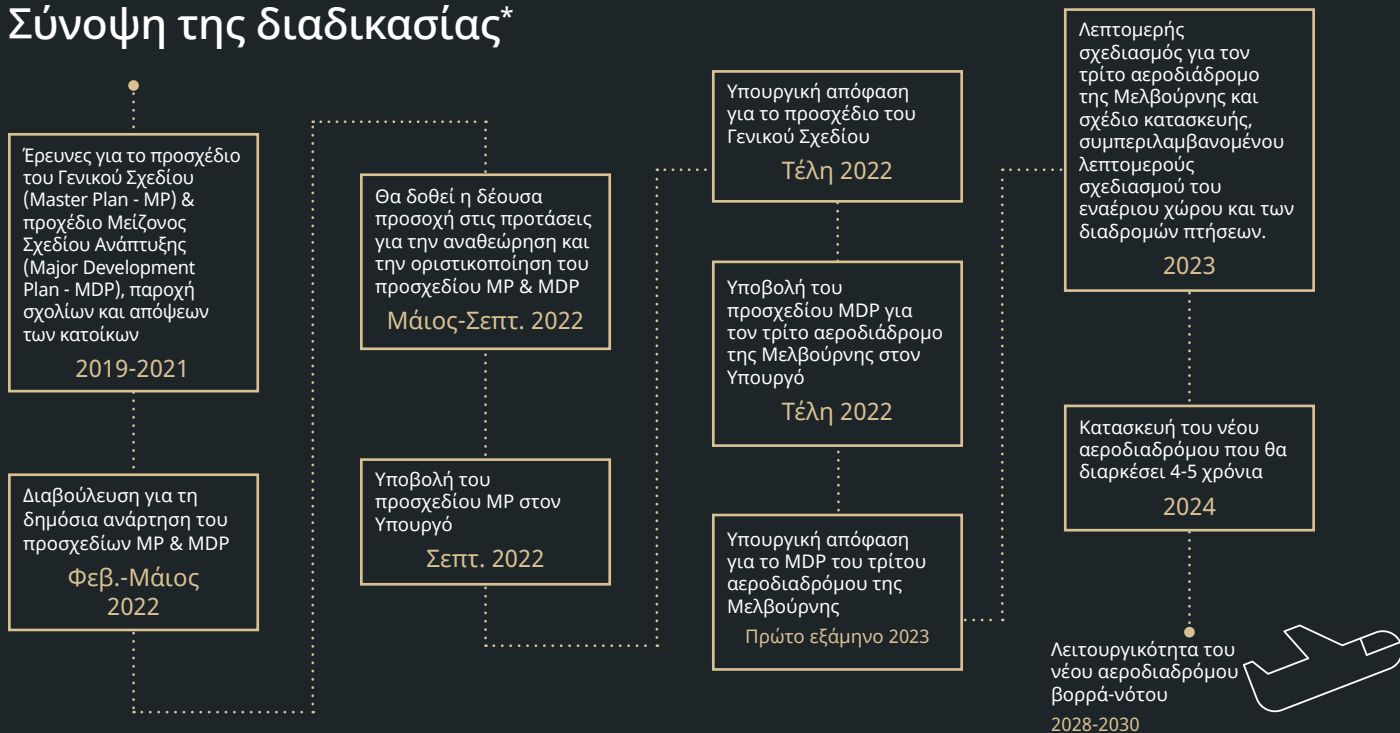 Σύνοψη της διαδικασίας*
Έρευνες για το προσχέδιο
του Γενικού Σχεδίου
(Master Plan - MP) &
προχέδιο Μείζονος
Σχεδίου Ανάπτυξης
(Major Development
Plan - MDP), παροχή
σχολίων και απόψεων
των κατοίκων
2019-2021
Διαβούλευση για τη
δημόσια ανάρτηση του
προσχεδίων MP & MDP
Φεβ.-Μάιος
2022
Θα δοθεί η δέουσα
προσοχή στις προτάσεις
για την αναθεώρηση και
την οριστικοποίηση του
προσχεδίου MP & MDP
Μάιος-Σεπτ. 2022
Υποβολή του
προσχεδίου MP στον
Υπουργό
Σεπτ. 2022
Υπουργική απόφαση
για το προσχέδιο του
Γενικού Σχεδίου
Τέλη 2022
Υποβολή του
προσχεδίου MDP για
τον τρίτο αεροδιάδρομο
της Μελβούρνης στον
Υπουργό
Τέλη 2022
Υπουργική απόφαση
για το MDP του τρίτου
αεροδιαδρόμου της
Μελβούρνης
Πρώτο εξάμηνο 2023
Λεπτομερής
σχεδιασμός για τον
τρίτο αεροδιάδρομο
της Μελβούρνης και
σχέδιο κατασκευής,
συμπεριλαμβανομένου
λεπτομερούς
σχεδιασμού του
εναέριου χώρου και των
διαδρομών πτήσεων.
2023
Κατασκευή του νέου
αεροδιαδρόμου που θα
διαρκέσει 4-5 χρόνια
2024
Λειτουργικότητα του
νέου αεροδιαδρόμου
βορρά-νότου
2028-2030